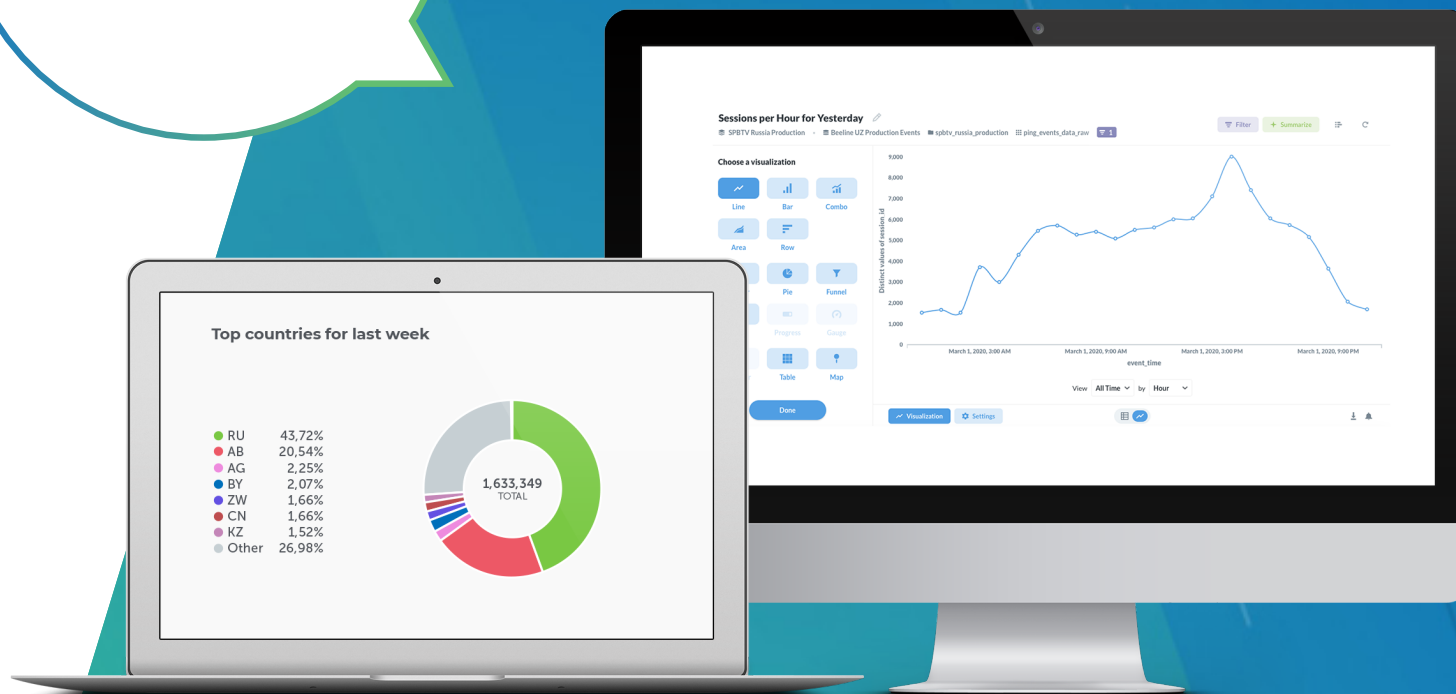 Sessions per Hour for Yesterday
SPBTV Russia Production · Beeline UZ Production Events spbtv_russia_production ping_events_data_raw 1
Filter
+ Summarize
Choose a visualization
Line Bar Combo
Area Row
Pie Funnel
Progress Gauge
Table Map
Done
Distinct values of session_id
9,000
8,000
7,000
6,000
5,000
4,000
3,000
2,000
1,000
0
March 1, 2020, 3:00 AM March 1, 2020, 9:00 AM March 1, 2020, 3:00 PM March 1, 2020, 9:00 PM
event_time
View All Time by Hour
Visualization Settings
Top countries for last week
RU 43,72%
AB 20,54%
AG 2,25%
BY 2,07%
ZW 1,66%
CN 1,66%
KZ 1,52%
Other 26,98%
1,633,349
TOTAL